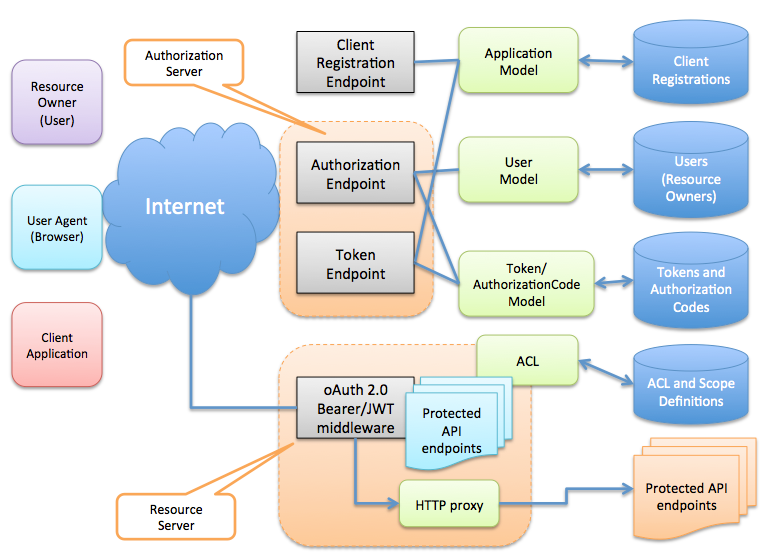 Authorization
Server
Client
Registration
Endpoint
Application
Model
Client
Registrations
Resource
Owner
(User)
Internet
Authorization
Endpoint
User
Model
Users
(Resource
Owners)
User Agent
(Browser)
Token
Endpoint
Token/
AuthorizationCode
Model
Tokens and
Authorization
Codes
Client
Application
ACL
ACL and Scope
Definitions
oAuth 2.0
Bearer/JWT
middleware
Protected
API
endpoints
Resource
Server
HTTP proxy
Protected API
endpoints